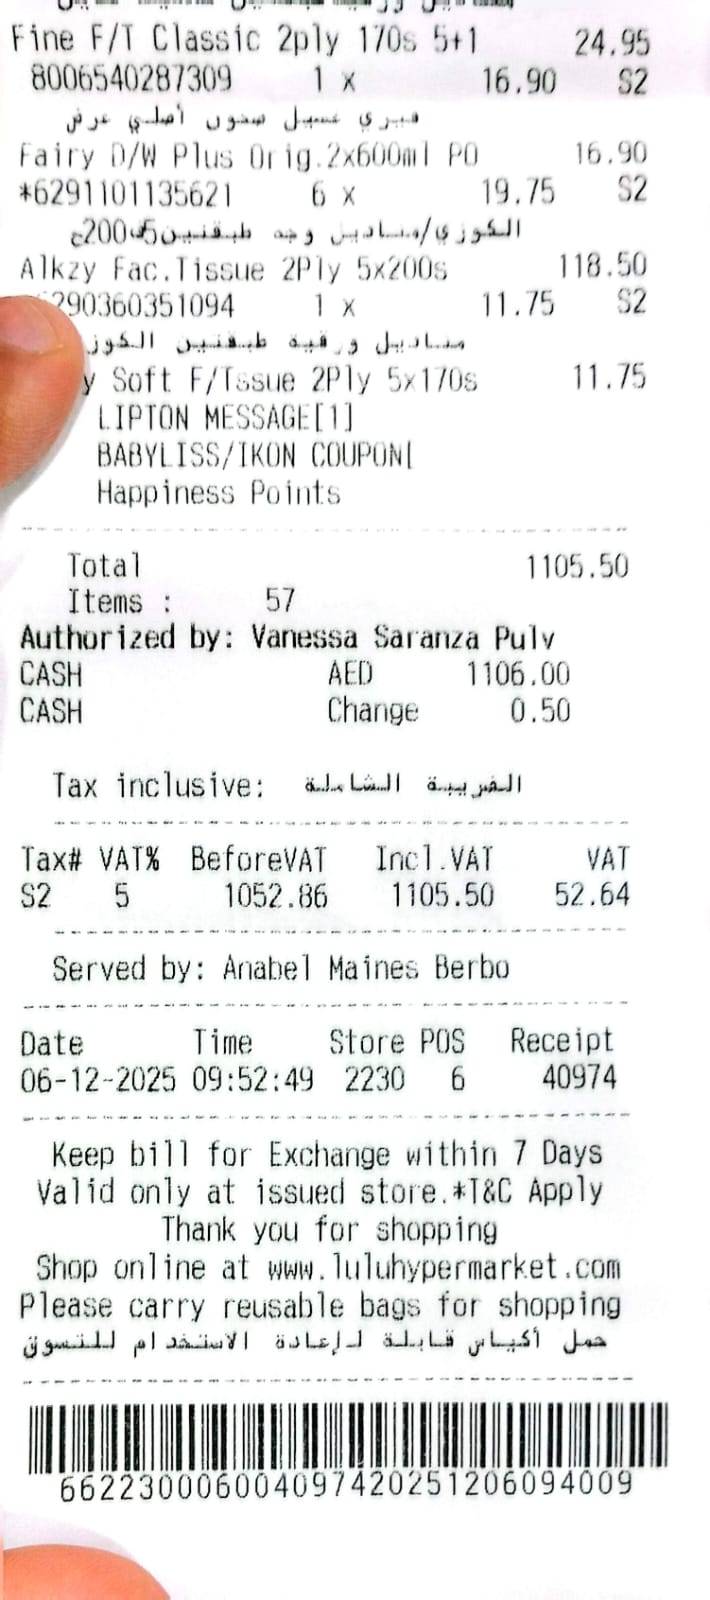 Fine F/T Classic 2ply 170s 5+1 24.95
8006540287309 1 x 16.90 S2
فيري غسيل صحون أصلي عرض
Fairy D/W Plus Orig.2x600ml PO 16.90
*6291101135621 6 x 19.75 S2
الكوزي/مناديل وجه طبقتين5ق200ح
Alkzy Fac.Tissue 2Ply 5x200s 118.50
290360351094 1 x 11.75 S2
مناديل ورقية طبقتين الكوز
y Soft F/Tssue 2Ply 5x170s 11.75
LIPTON MESSAGE[1]
BABYLISS/IKON COUPON[
Happiness Points
Total 1105.50
Items : 57
Authorized by: Vanessa Saranza Pulv
CASH AED 1106.00
CASH Change 0.50
Tax inclusive: الضريبة الشاملة
Tax# VAT% BeforeVAT Incl.VAT VAT
S2 5 1052.86 1105.50 52.64
Served by: Anabel Maines Berbo
Date Time Store POS Receipt
06-12-2025 09:52:49 2230 6 40974
Keep bill for Exchange within 7 Days
Valid only at issued store.*T&C Apply
Thank you for shopping
Shop online at www.luluhypermarket.com
Please carry reusable bags for shopping
حمل أكياس قابلة لإعادة الاستخدام للتسوق
662230006004097420251206094009